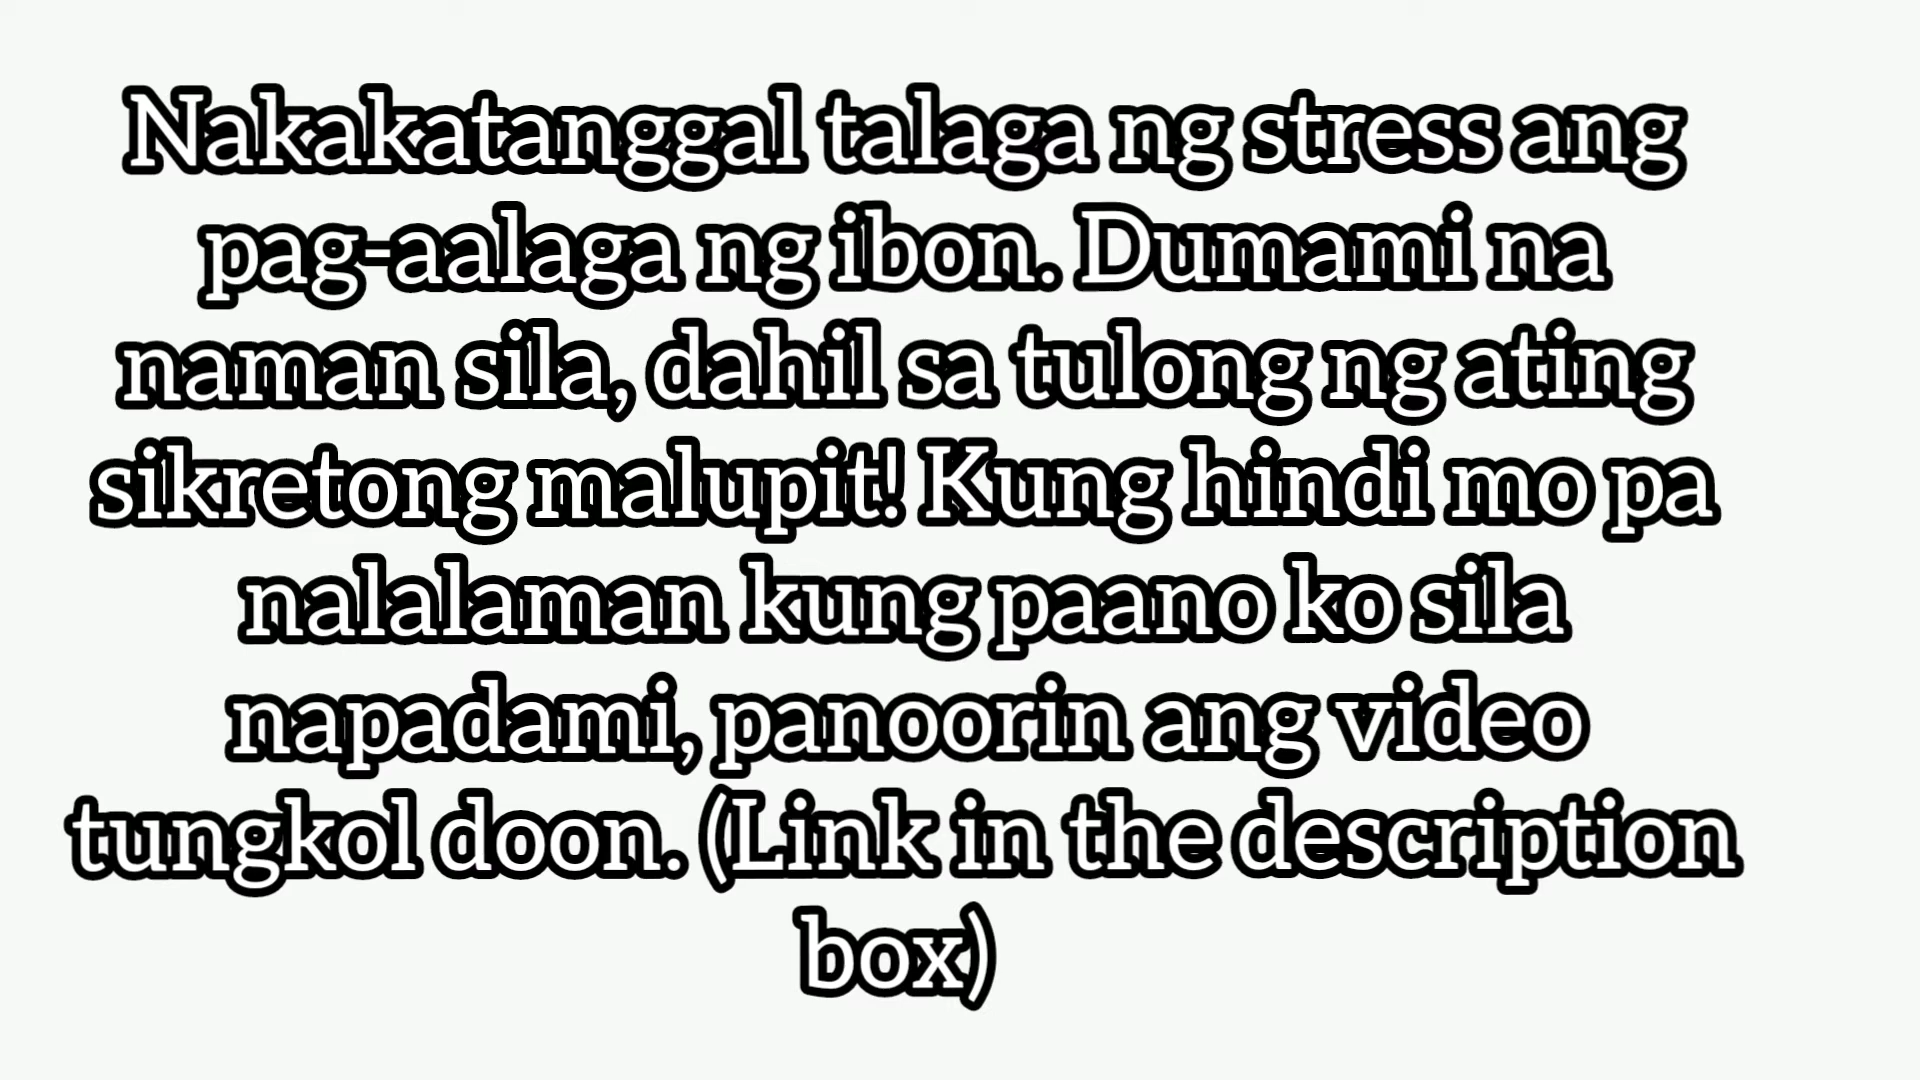 Nakakatanggal talaga ng stress ang
pag-aalaga ng ibon. Dumami na
naman sila, dahil sa tulong ng ating
sikretong malupit! Kung hindi mo pa
nalalaman kung paano ko sila
napadami, panoorin ang video
tungkol doon. (Link in the description
box)